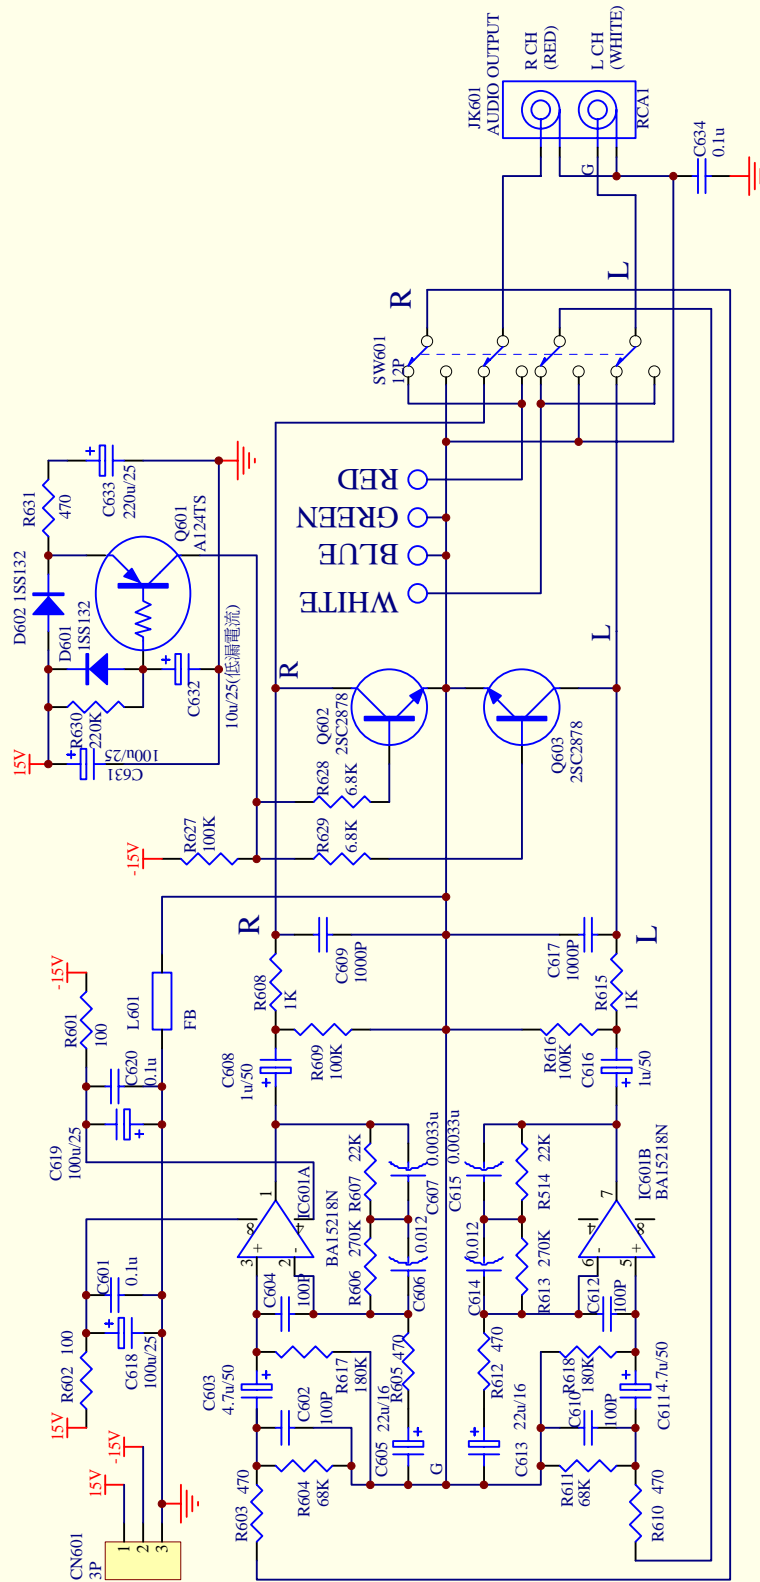 JK601
AUDIO OUTPUT
R CH
(RED)
L CH
(WHITE)
RCA1
G
C634
0.1u
R
L
SW601
12P
RED
GREEN
BLUE
WHITE
R631
470
C633
220u/25
Q601
A124TS
D602 1SS132
D601
1SS132
C632
10u/25(低漏電流)
R630
220K
15V
C631
100u/25
R
L
Q602
2SC2878
Q603
2SC2878
R628
6.8K
R629
6.8K
-15V
R627
100K
R
L
C609
1000P
C617
1000P
R608
1K
R615
1K
-15V
R601
100
L601
FB
C620
0.1u
C619
100u/25
C608
1u/50
R609
100K
R616
100K
C616
1u/50
1
IC601A
BA15218N
8
4
3
+
2
-
R607
22K
C607
0.0033u
C615
0.0033u
R514
22K
7
IC601B
BA15218N
4
8
6
-
5
+
R606
270K
C606
0.012
C614
0.012
R613
270K
C604
100P
C612
100P
C601
0.1u
C618
100u/25
R602
100
15V
C603
4.7u/50
R617
180K
R605
470
R612
470
R618
180K
C611
4.7u/50
C602
100P
C605
22u/16
C613
22u/16
C610
100P
R603
470
R604
68K
G
R611
68K
R610
470
-15V
15V
CN601
3P
1
2
3